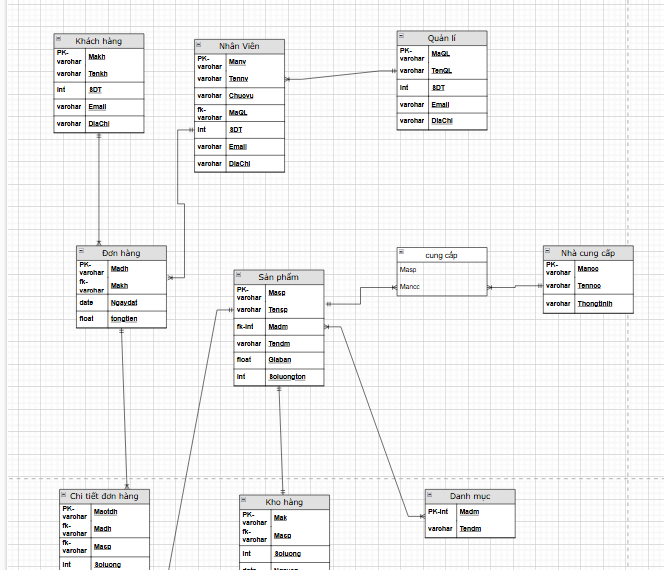 Khách hàng
PK-varchar Makh
varchar Tenkh
int SDT
varchar Email
varchar DiaChi
Nhân Viên
PK-varchar Manv
varchar Tennv
varchar Chucvu
fk-varchar MaGL
int SDT
varchar Email
varchar DiaChi
Quản lí
PK-varchar MaQL
varchar TenQL
int SDT
varchar Email
varchar DiaChi
Đơn hàng
PK-varchar Madh
fk-varchar Makh
date Ngaydat
float tongtien
Sản phẩm
PK-varchar Masp
varchar Tensp
fk-int Madm
varchar Tendm
float Giaban
int Soluongton
cung cấp
Masp
Mancc
Nhà cung cấp
PK-varchar Mancc
varchar Tenncc
varchar Thongtinlh
Chi tiết đơn hàng
PK-varchar Mactdh
fk-varchar Madh
fk-varchar Masp
int Soluong
Kho hàng
PK-varchar Mak
fk-varchar Masp
int Soluong
Danh mục
PK-int Madm
varchar Tendm